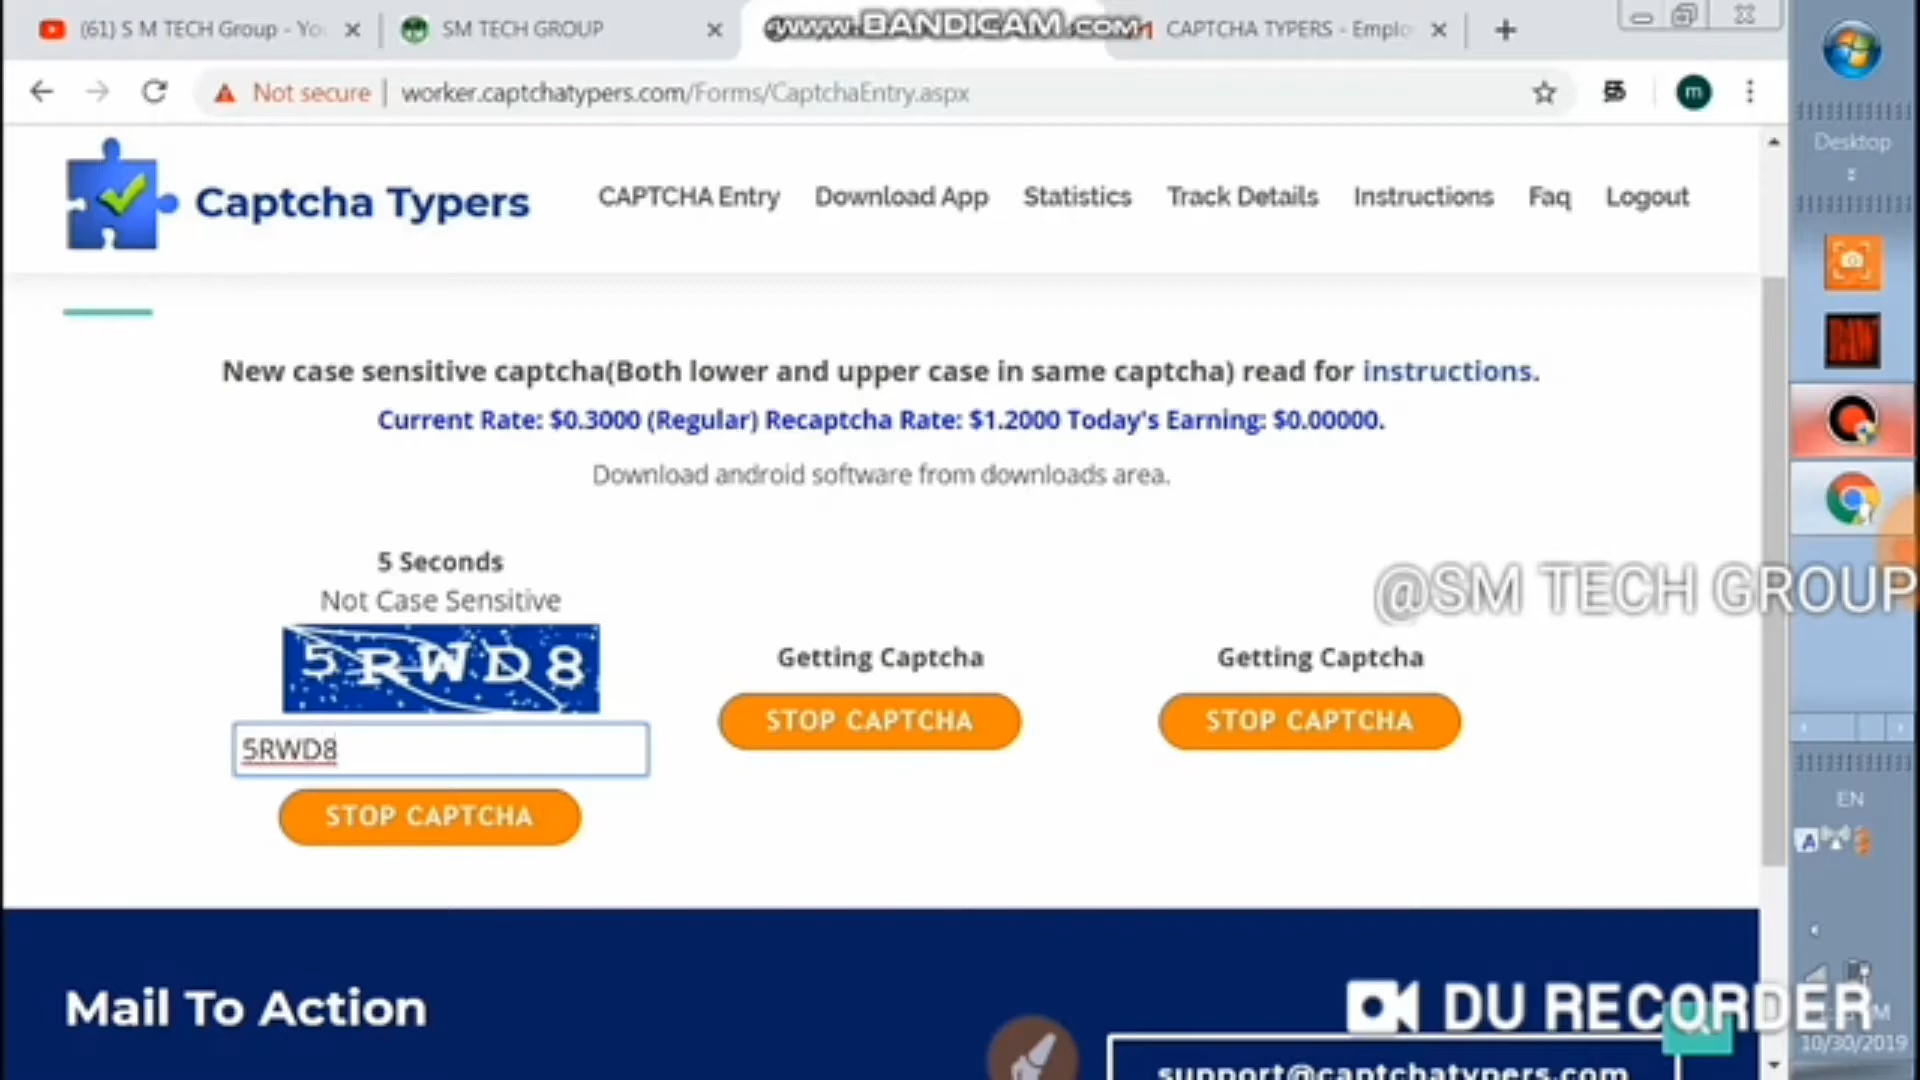 (61) S M TECH Group - You
SM TECH GROUP
www.BANDICAM.com
CAPTCHA TYPERS - Emplo
Not secure
worker.captchatypers.com/Forms/CaptchaEntry.aspx
m
Desktop
Captcha Typers
CAPTCHA Entry
Download App
Statistics
Track Details
Instructions
Faq
Logout
New case sensitive captcha(Both lower and upper case in same captcha) read for instructions.
Current Rate: $0.3000 (Regular) Recaptcha Rate: $1.2000 Today's Earning: $0.00000.
Download android software from downloads area.
5 Seconds
Not Case Sensitive
5RWD8
5RWD8
STOP CAPTCHA
Getting Captcha
STOP CAPTCHA
Getting Captcha
STOP CAPTCHA
@SM TECH GROUP
EN
A
Mail To Action
DU RECORDER
10/30/2019
support@captchatypers.com